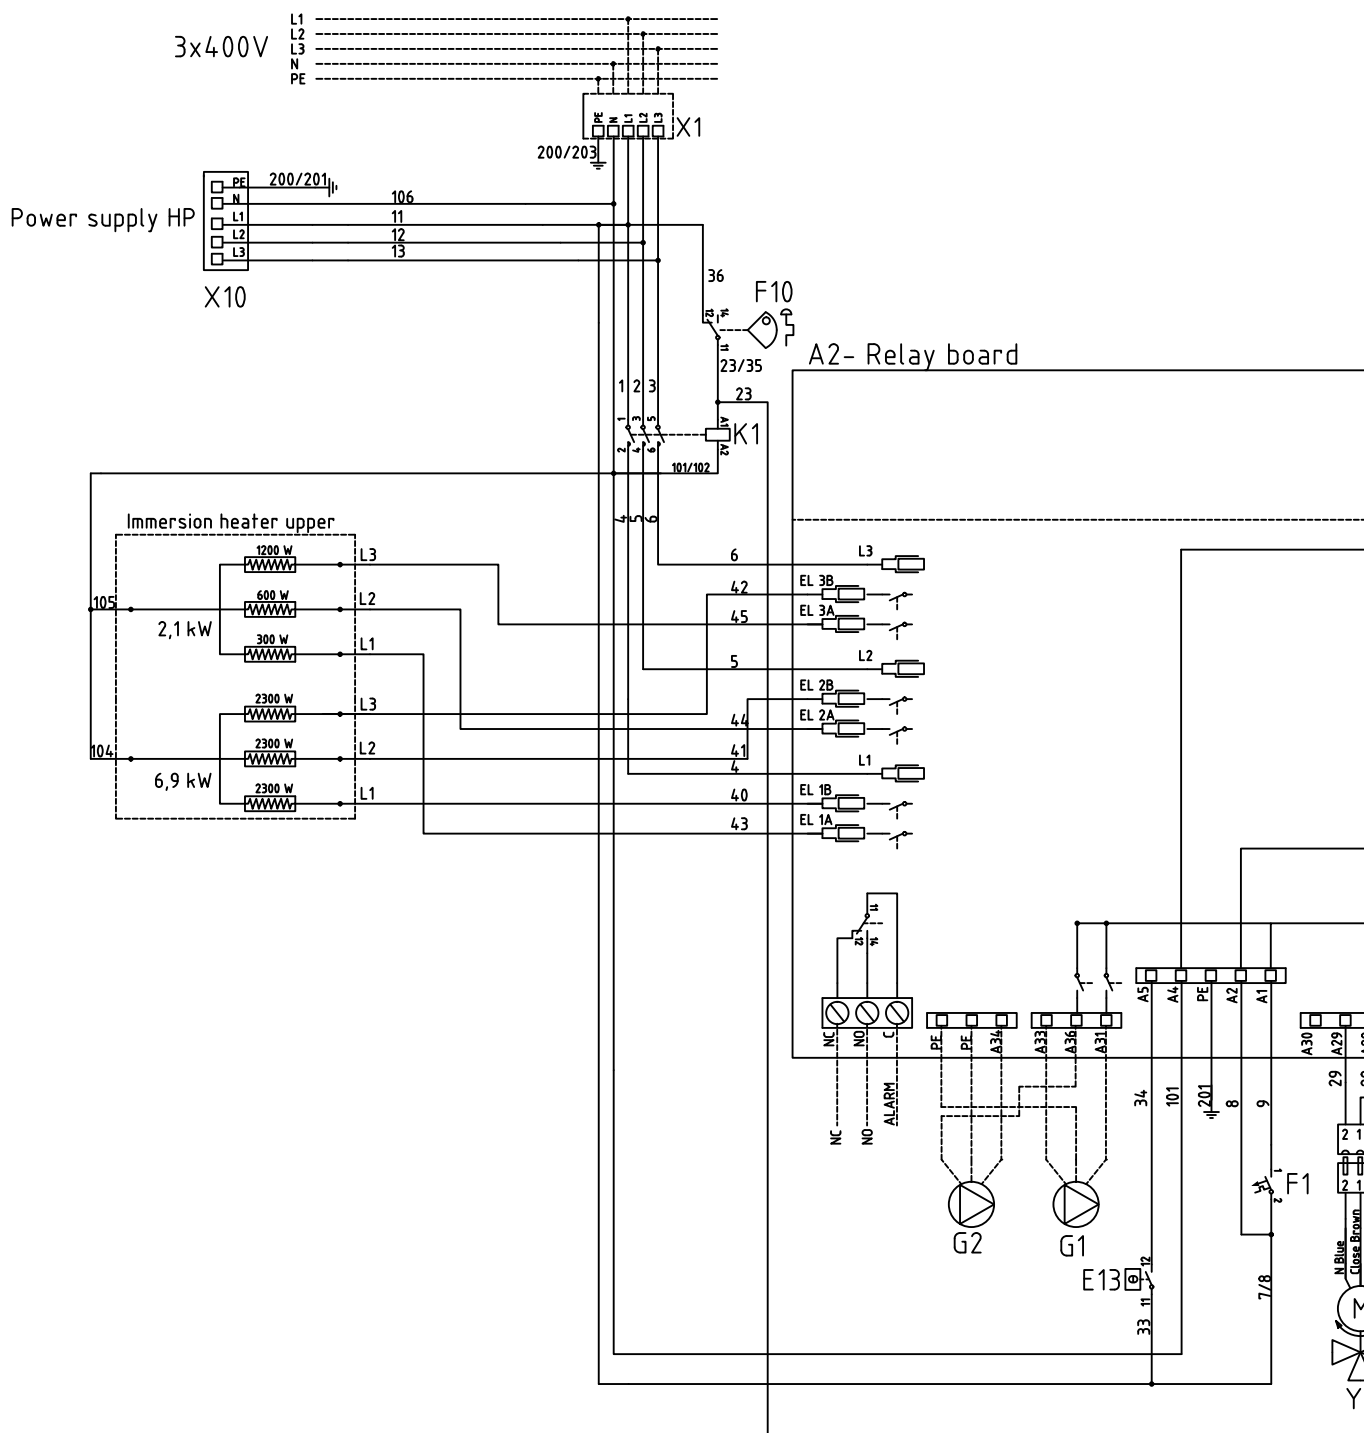 L1
L2
3x400V
L3
N
PE
PE
N
L1
L2
L3
X1
200/203
PE
200/201
N
106
Power supply HP
L1
11
L2
12
L3
13
X10
36
F10
12
14
11
23/35
A2- Relay board
1
2
3
23
1
3
5
A1
K1
2
4
6
A2
101/102
4
5
6
Immersion heater upper
1200 W
L3
6
L3
105
600 W
L2
42
EL 3B
2,1 kW
45
EL 3A
300 W
L1
5
L2
2300 W
L3
EL 2B
44
EL 2A
104
2300 W
L2
41
4
L1
6,9 kW
2300 W
L1
40
EL 1B
43
EL 1A
11
12
14
A5
A4
PE
A2
A1
NC
NO
C
PE
PE
A34
A33
A36
A31
A30
A29
NC
NO
ALARM
34
101
201
8
9
29
2 1
2 1
1
F1
2
G2
G1
N Blue
Close Brown
E13
12
11
33
7/8
M
Y